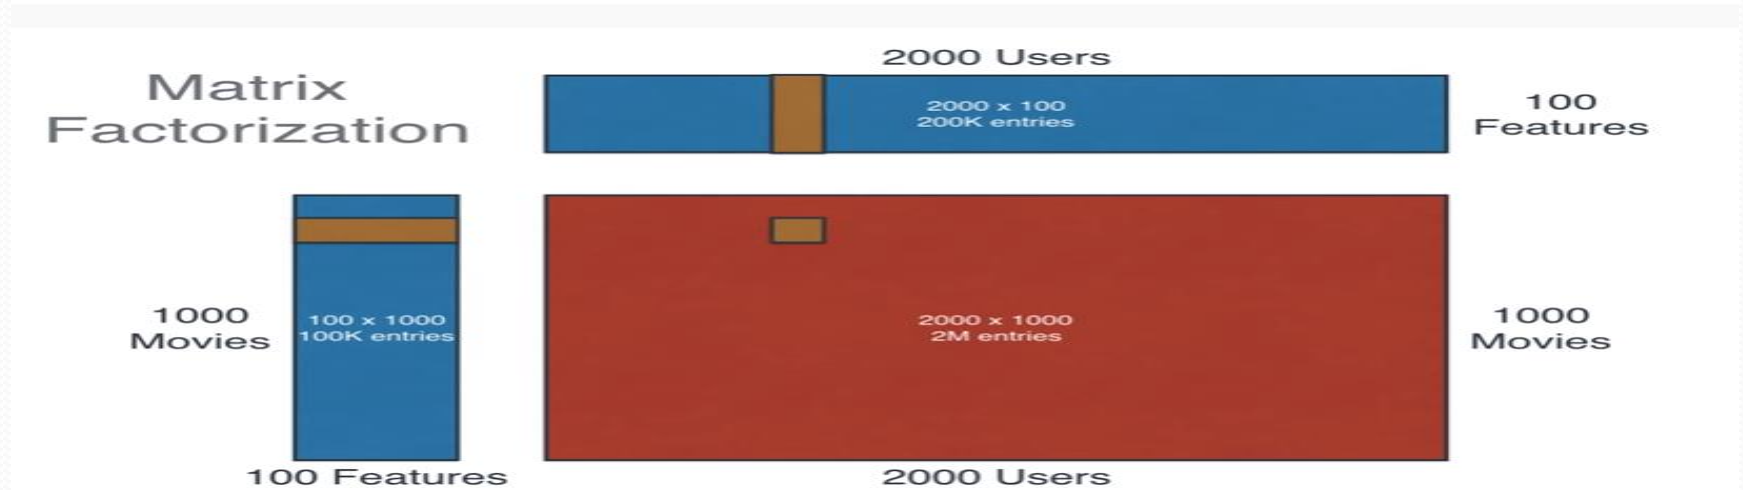 Matrix
Factorization
2000 Users
2000 x 100
200K entries
100
Features
1000
Movies
100 x 1000
100K entries
100 Features
2000 x 1000
2M entries
2000 Users
1000
Movies